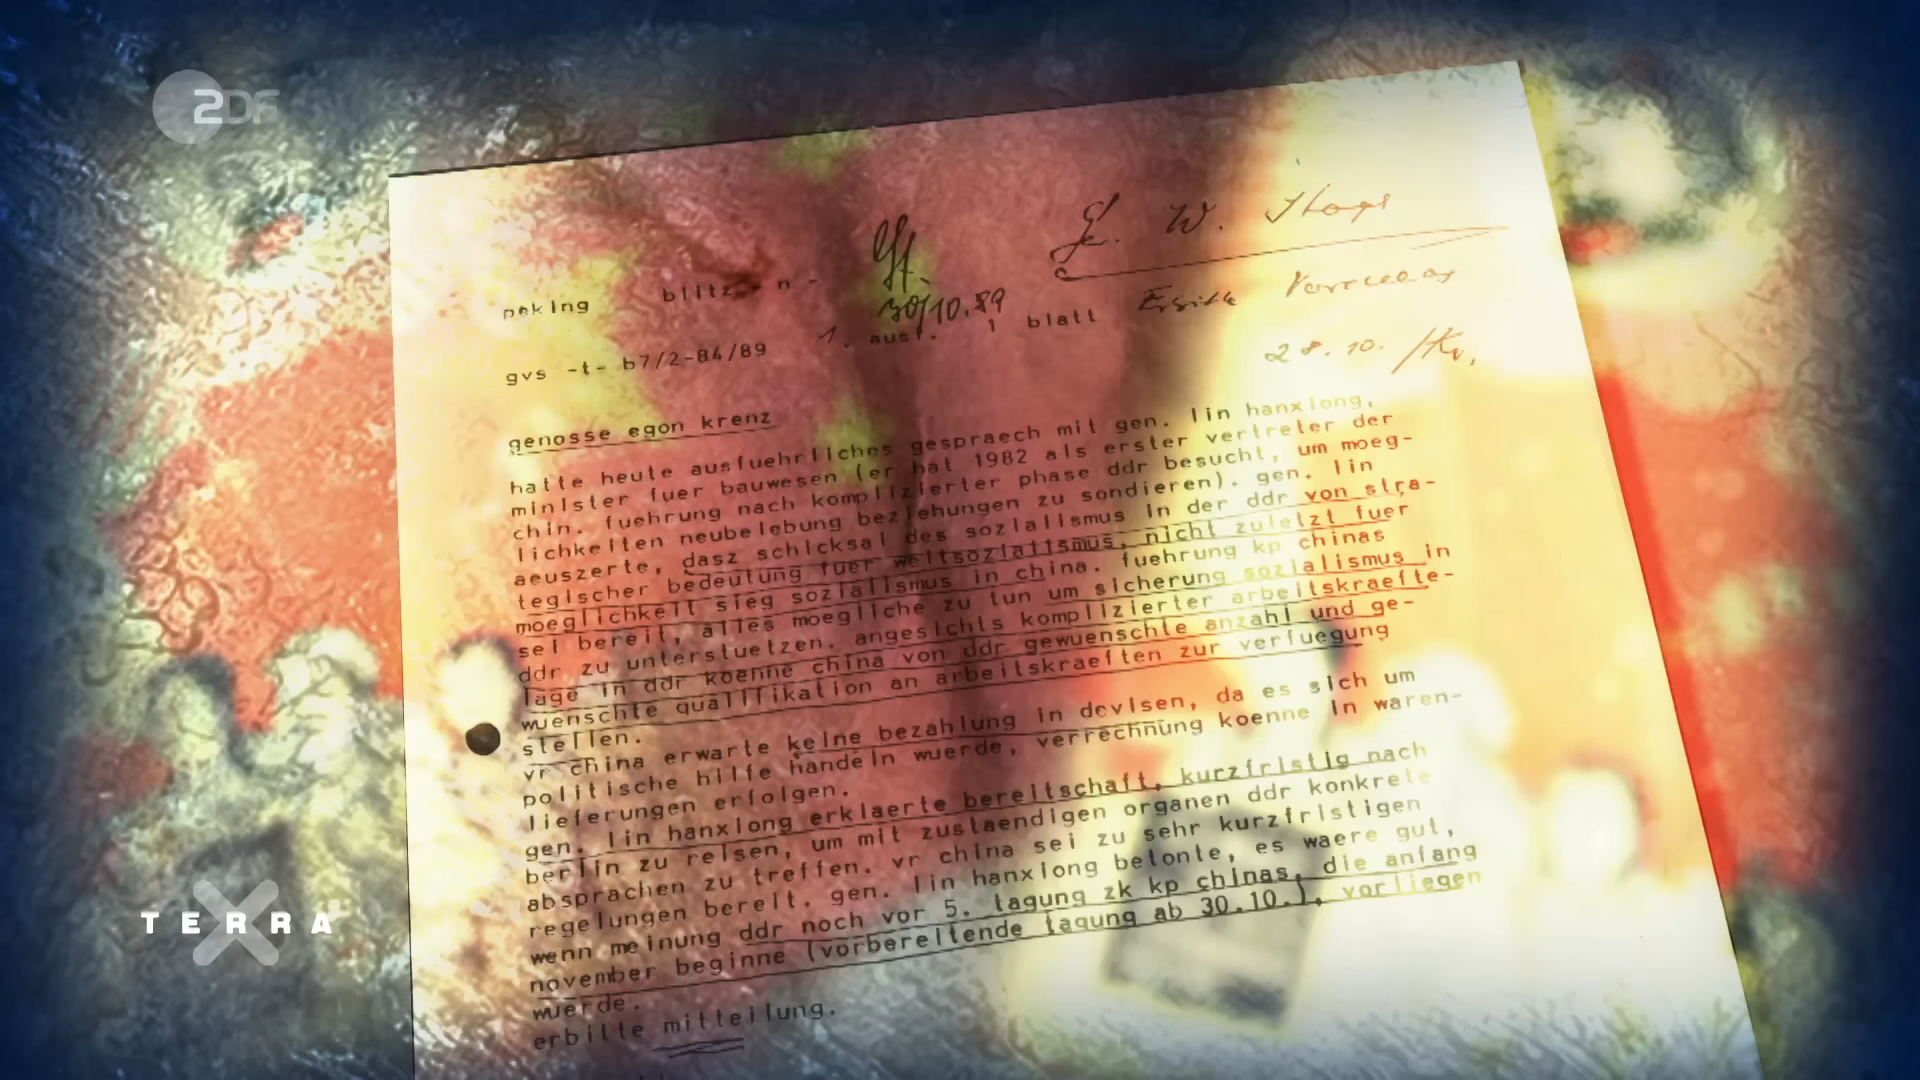 ZDF
G. W. Stoph
peking blitz - n -
30/10.89
1. ausf. 1 blatt
gvs -t- b7/2-84/89
28.10. /Kr.
genosse egon krenz
hatte heute ausfuehrliches gespraech mit gen. lin hanxiong,
minister fuer bauwesen (er hat 1982 als erster vertreter der
chin. fuehrung nach komplizierter phase ddr besucht, um moeg-
lichkeiten neubelebung beziehungen zu sondieren). gen. lin
aeuszerte, dasz schicksal des sozialismus in der ddr von stra-
tegischer bedeutung fuer weltsozialismus, nicht zuletzt fuer
moeglichkeit sieg sozialismus in china. fuehrung kp chinas
sei bereit, alles moegliche zu tun um sicherung sozialismus in
ddr zu unterstuetzen. angesichts komplizierter arbeitskraefte-
lage in ddr koenne china von ddr gewuenschte anzahl und ge-
wuenschte qualifikation an arbeitskraeften zur verfuegung
stellen.
vr china erwarte keine bezahlung in devisen, da es sich um
politische hilfe handeln wuerde, verrechnung koenne in waren-
lieferungen erfolgen.
gen. lin hanxiong erklaerte bereitschaft, kurzfristig nach
berlin zu reisen, um mit zustaendigen organen ddr konkrete
absprachen zu treffen. vr china sei zu sehr kurzfristigen
regelungen bereit. gen. lin hanxiong betonte, es waere gut,
wenn meinung ddr noch vor 5. tagung zk kp chinas, die anfang
november beginne (vorbereitende tagung ab 30.10.), vorliegen
wuerde.
erbitte mitteilung.
TERRA X